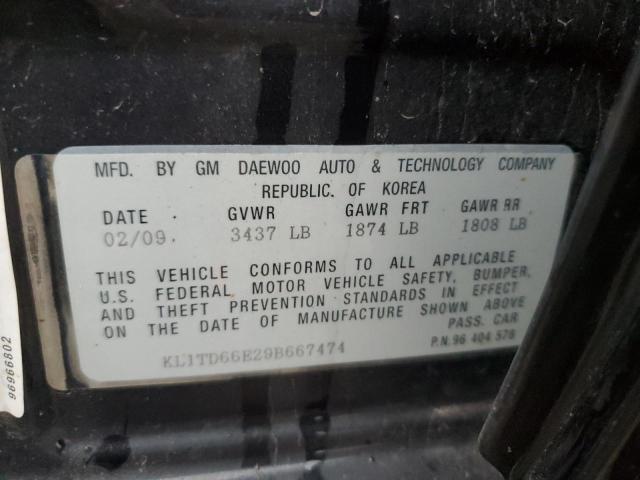 MFD. BY GM DAEWOO AUTO & TECHNOLOGY COMPANY
REPUBLIC. OF KOREA
DATE GVWR GAWR FRT GAWR RR
02/09. 3437 LB 1874 LB 1808 LB
THIS VEHICLE CONFORMS TO ALL APPLICABLE
U.S. FEDERAL MOTOR VEHICLE SAFETY, BUMPER,
AND THEFT PREVENTION STANDARDS IN EFFECT
ON THE DATE OF MANUFACTURE SHOWN ABOVE
PASS. CAR
KL1TD66E29B667474
P.N. 96 404 578
96966802